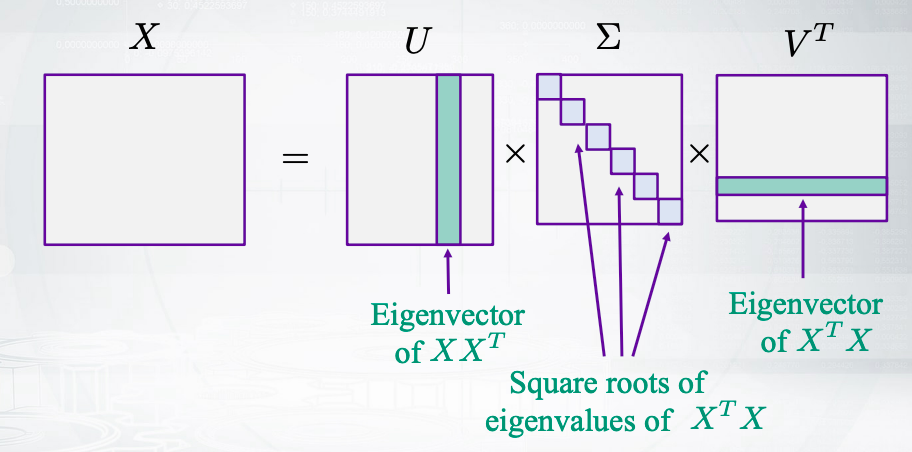 X U Σ V^T
= × ×
Eigenvector
of XX^T
Eigenvector
of X^T X
Square roots of
eigenvalues of X^T X